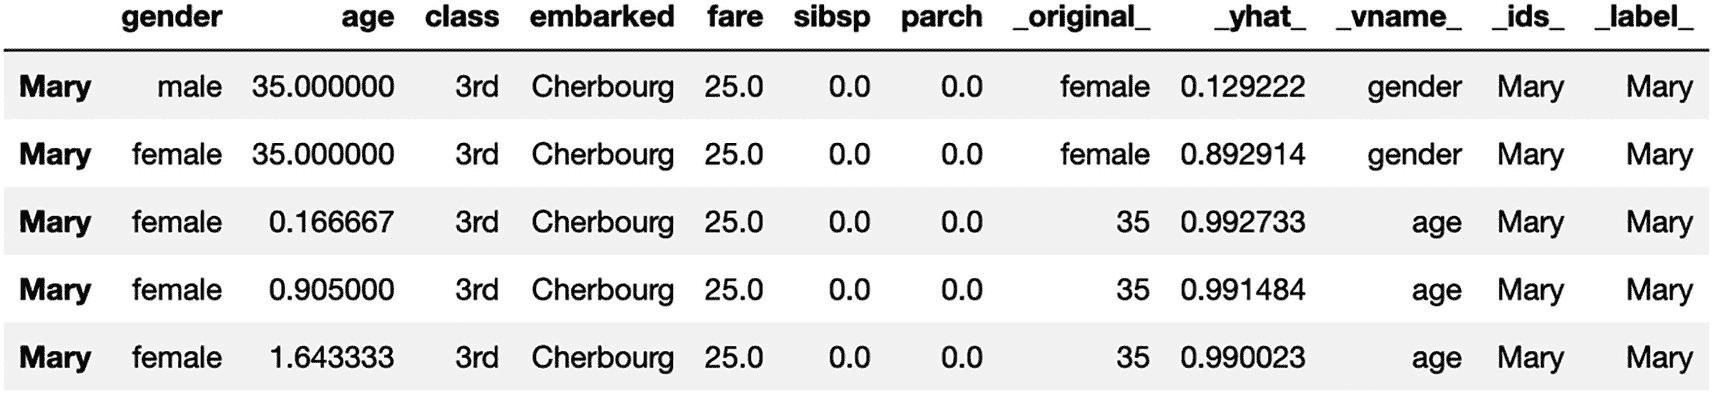 gender age class embarked fare sibsp parch _original_ _yhat_ _vname_ _ids_ _label_
Mary male 35.000000 3rd Cherbourg 25.0 0.0 0.0 female 0.129222 gender Mary Mary
Mary female 35.000000 3rd Cherbourg 25.0 0.0 0.0 female 0.892914 gender Mary Mary
Mary female 0.166667 3rd Cherbourg 25.0 0.0 0.0 35 0.992733 age Mary Mary
Mary female 0.905000 3rd Cherbourg 25.0 0.0 0.0 35 0.991484 age Mary Mary
Mary female 1.643333 3rd Cherbourg 25.0 0.0 0.0 35 0.990023 age Mary Mary